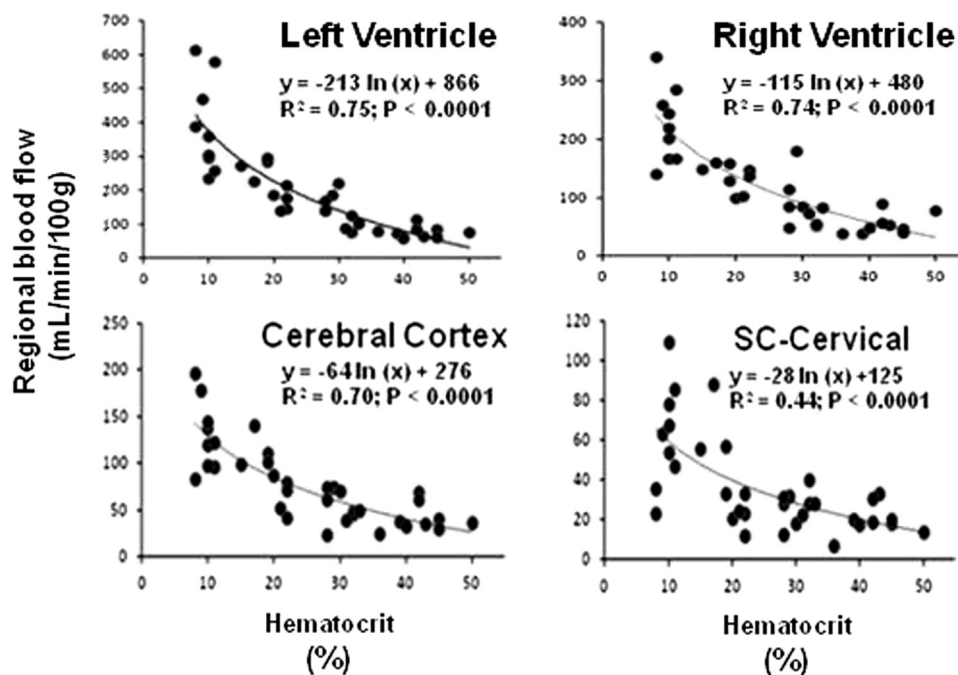 Regional blood flow
(mL/min/100g)
Left Ventricle
y = -213 ln (x) + 866
R² = 0.75; P < 0.0001
700
600
500
400
300
200
100
0
0 10 20 30 40 50
Right Ventricle
y = -115 ln (x) + 480
R² = 0.74; P < 0.0001
400
300
200
100
0
0 10 20 30 40 50
Cerebral Cortex
y = -64 ln (x) + 276
R² = 0.70; P < 0.0001
250
200
150
100
50
0
0 10 20 30 40 50
Hematocrit
(%)
SC-Cervical
y = -28 ln (x) +125
R² = 0.44; P < 0.0001
120
100
80
60
40
20
0
0 10 20 30 40 50
Hematocrit
(%)